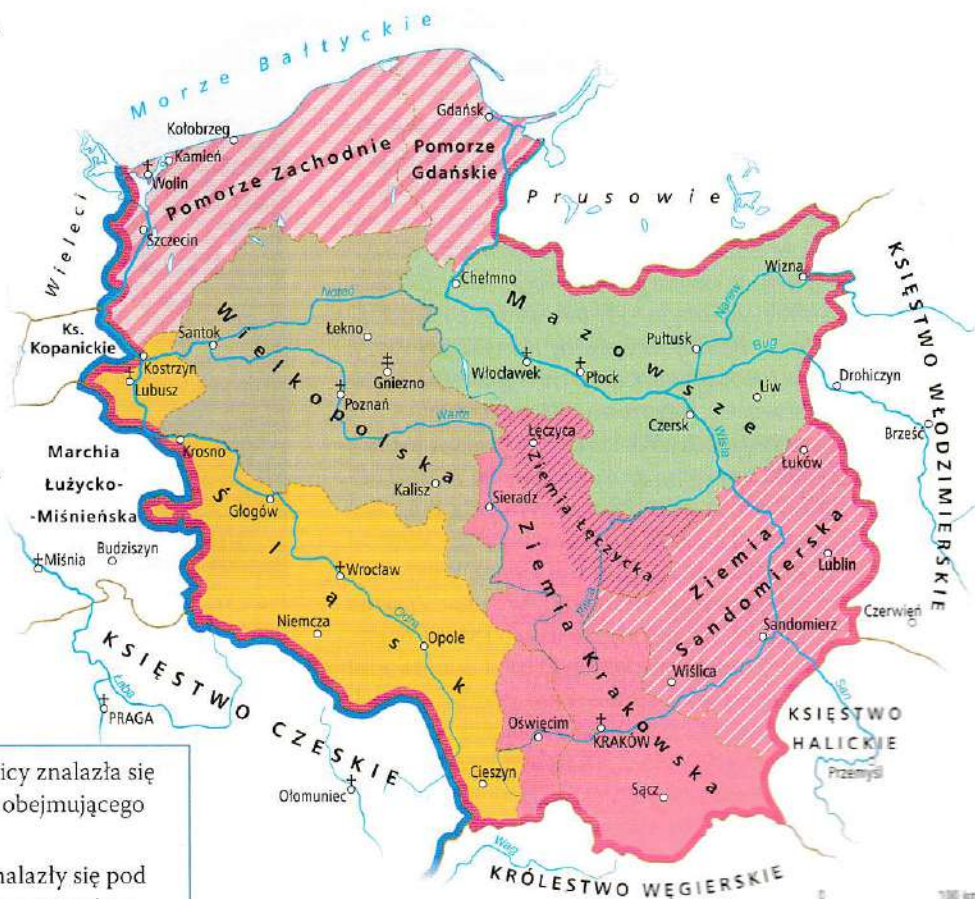 Morze Bałtyckie
Gdańsk
Kołobrzeg
Kamień
Wolin
Pomorze Zachodnie
Pomorze
Gdańskie
Prusowie
Wieleci
Szczecin
Chełmno
Wizna
KSIĘSTWO WŁODZIMIERSKIE
Noteć
Mazowsze
Narew
Ks.
Kopanickie
Santok
Łekno
Pułtusk
Bug
Kostrzyn
Wielkopolska
Gniezno
Włocławek
Płock
Liw
Drohiczyn
Lubusz
Poznań
Warta
Czersk
Wisła
Brześć
Marchia
Łużycko-
-Miśnieńska
Krosno
Łęczyca
Ziemia Łęczycka
Łuków
Kalisz
Głogów
Sieradz
Śląsk
Ziemia Krakowska
Ziemia
Sandomierska
Lublin
Miśnia
Budziszyn
Wrocław
Odra
Pilica
Czerwień
Niemcza
Opole
Sandomierz
Wiślica
San
KSIĘSTWO CZESKIE
Łaba
PRAGA
Oświęcim
KRAKÓW
KSIĘSTWO
HALICKIE
Przemyśl
Ołomuniec
Cieszyn
Sącz
Wag
KRÓLESTWO WĘGIERSKIE
0 100 km
icy znalazła się
obejmującego
nalazły się pod